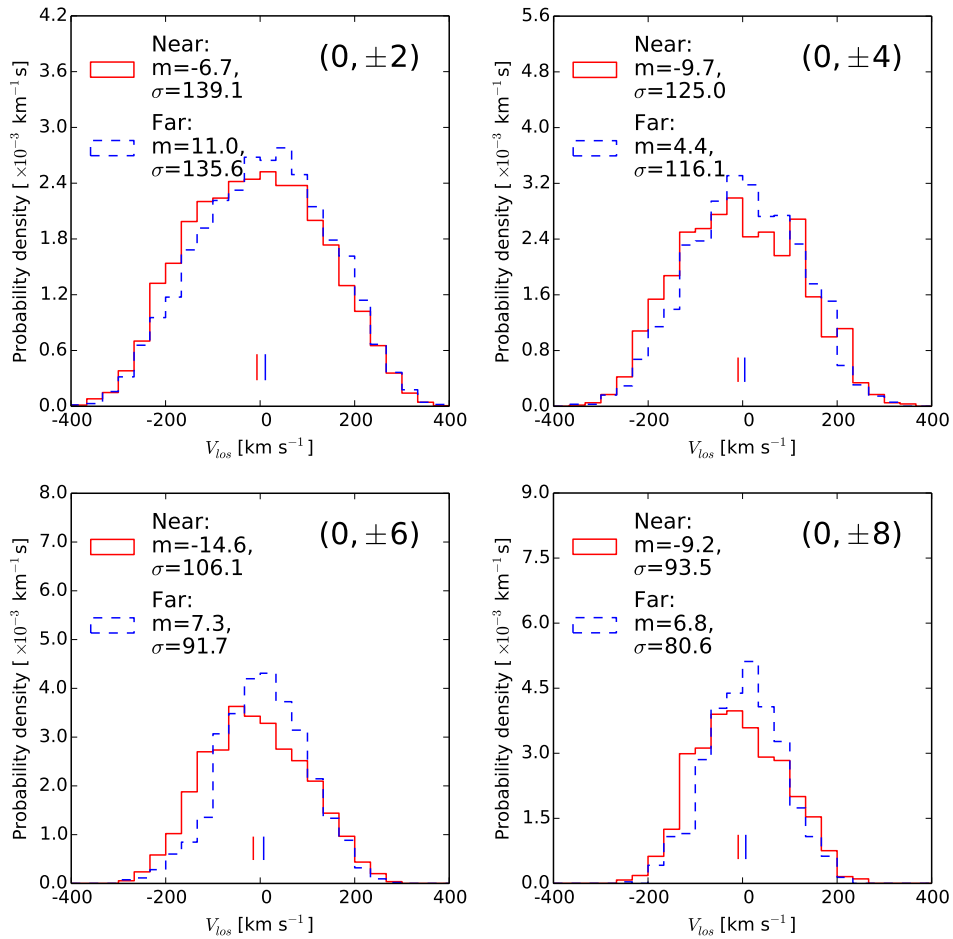 4.2
3.6
3.0
2.4
1.8
1.2
0.6
0.0
Probability density [ ×10⁻³ km⁻¹ s]
Near:
m=-6.7,
σ=139.1
Far:
m=11.0,
σ=135.6
(0, ±2)
-400
-200
0
200
400
V_los [km s⁻¹]
5.6
4.8
4.0
3.2
2.4
1.6
0.8
0.0
Probability density [ ×10⁻³ km⁻¹ s]
Near:
m=-9.7,
σ=125.0
Far:
m=4.4,
σ=116.1
(0, ±4)
-400
-200
0
200
400
V_los [km s⁻¹]
8.0
7.0
6.0
5.0
4.0
3.0
2.0
1.0
0.0
Probability density [ ×10⁻³ km⁻¹ s]
Near:
m=-14.6,
σ=106.1
Far:
m=7.3,
σ=91.7
(0, ±6)
-400
-200
0
200
400
V_los [km s⁻¹]
9.0
7.5
6.0
4.5
3.0
1.5
0.0
Probability density [ ×10⁻³ km⁻¹ s]
Near:
m=-9.2,
σ=93.5
Far:
m=6.8,
σ=80.6
(0, ±8)
-400
-200
0
200
400
V_los [km s⁻¹]